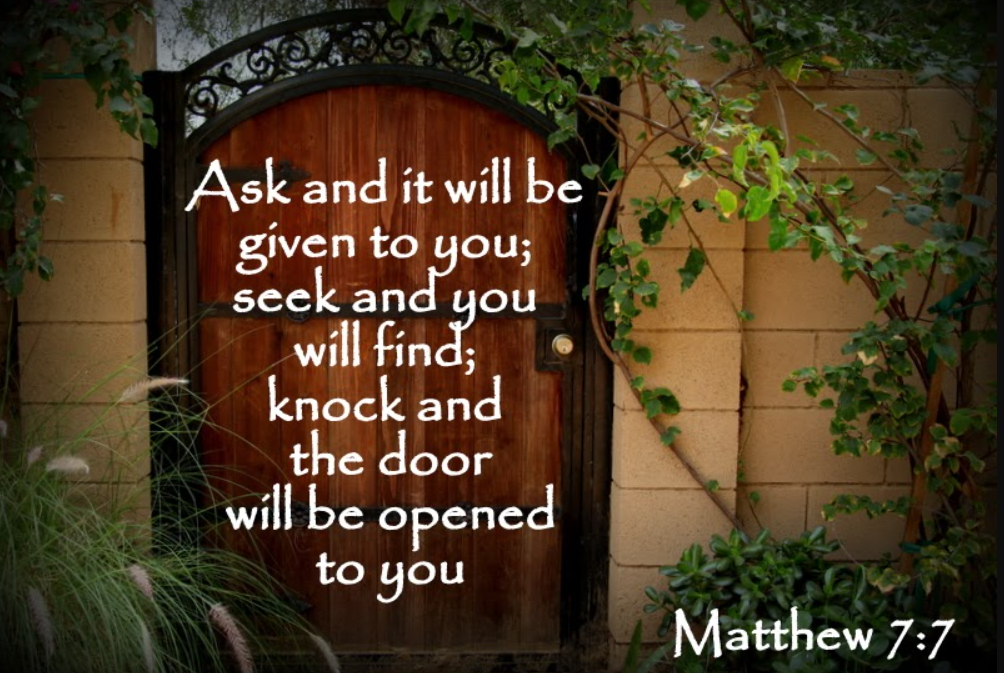 Ask and it will be
given to you;
seek and you
will find;
knock and
the door
will be opened
to you
Matthew 7:7